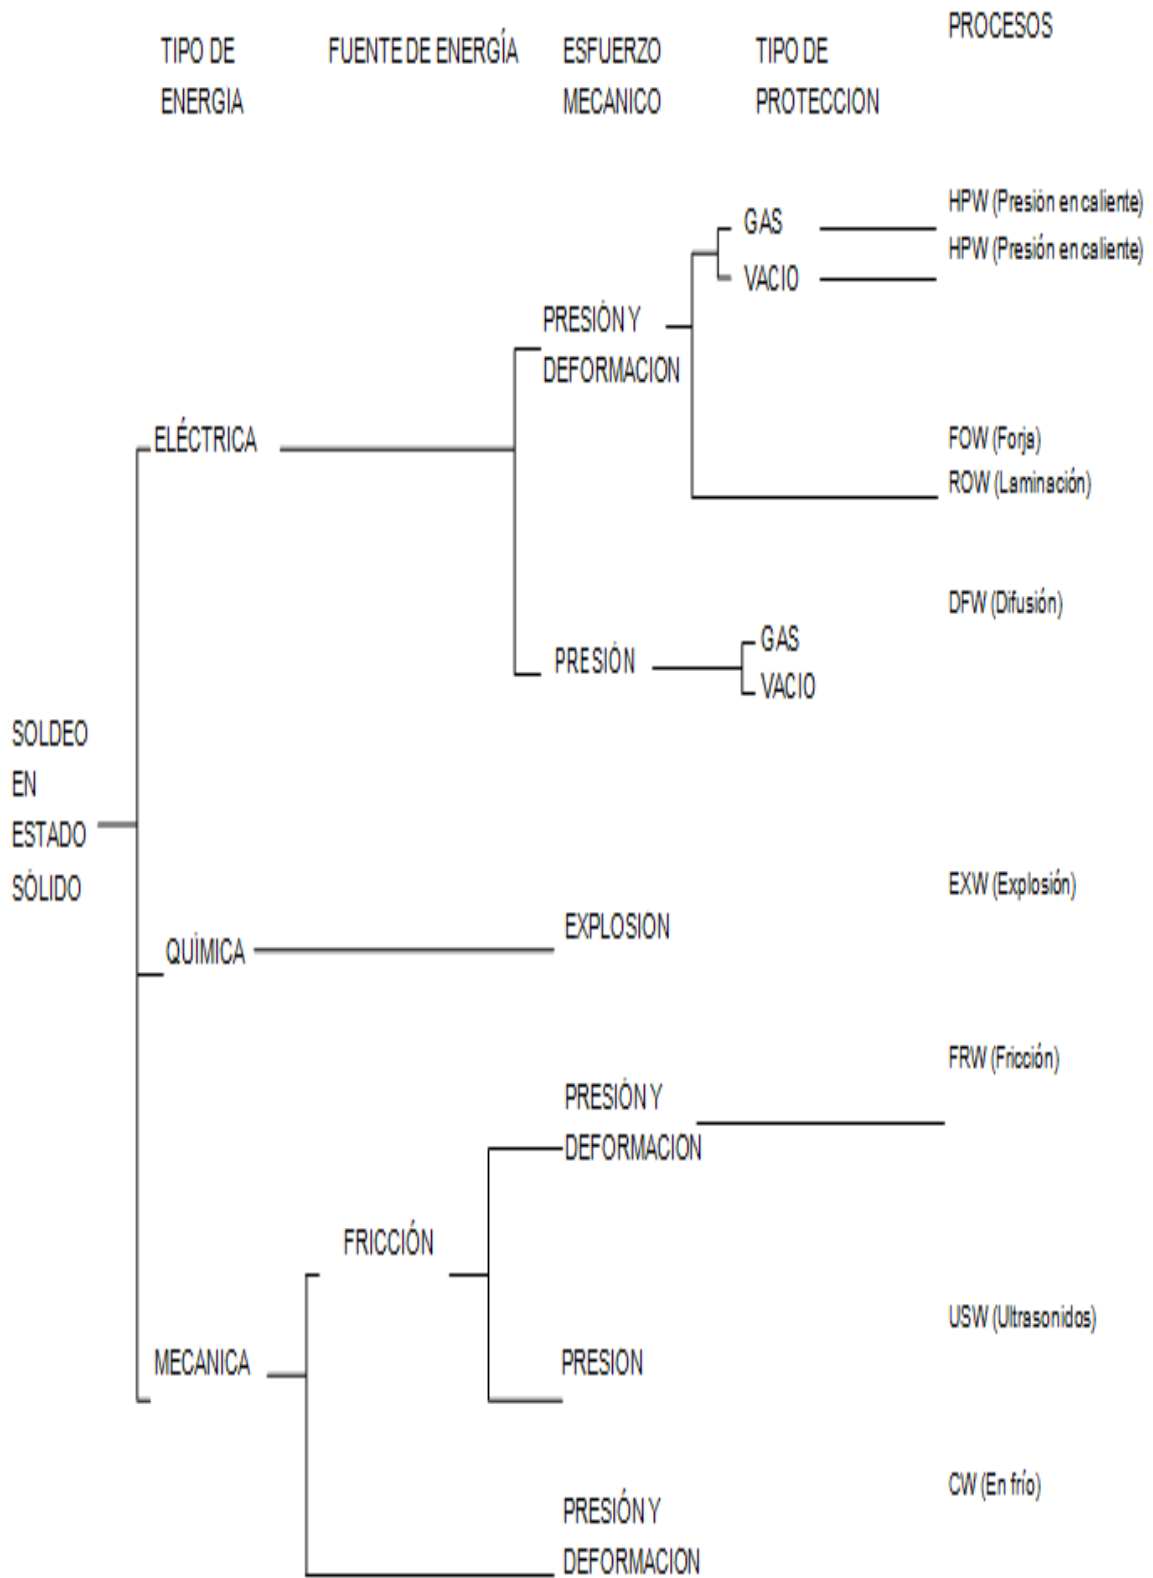 PROCESOS
TIPO DE
ENERGIA
FUENTE DE ENERGÍA
ESFUERZO
MECANICO
TIPO DE
PROTECCION
HPW (Presión en caliente)
GAS
HPW (Presión en caliente)
VACIO
PRESIÓN Y
DEFORMACION
ELÉCTRICA
FOW (Forja)
ROW (Laminación)
DFW (Difusión)
GAS
PRESIÓN
VACIO
SOLDEO
EN
ESTADO
SÓLIDO
EXW (Explosión)
EXPLOSION
QUÍMICA
FRW (Fricción)
PRESIÓN Y
DEFORMACION
FRICCIÓN
USW (Ultrasonidos)
MECANICA
PRESION
CW (En frío)
PRESIÓN Y
DEFORMACION